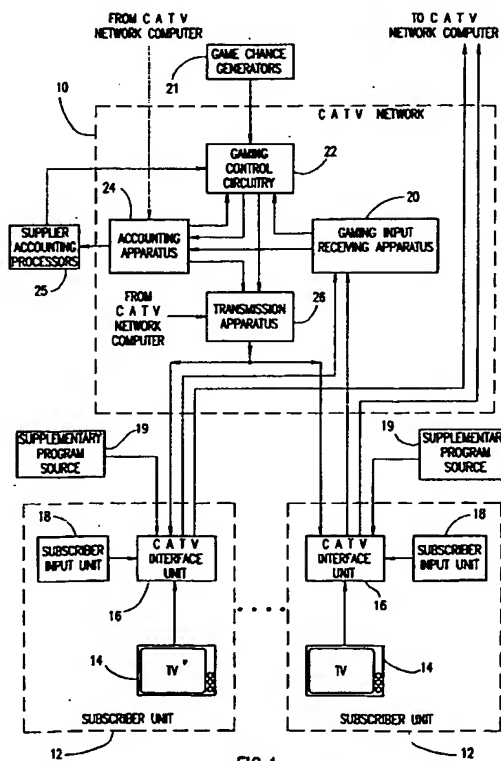 FROM C A T V
NETWORK COMPUTER
TO C A T V
NETWORK COMPUTER
GAME CHANCE
GENERATORS
21
10
C A T V NETWORK
GAMING
CONTROL
CIRCUITRY
22
24
20
SUPPLIER
ACCOUNTING
PROCESSORS
25
ACCOUNTING
APPARATUS
GAMING INPUT
RECEIVING APPARATUS
FROM
C A T V
NETWORK
COMPUTER
TRANSMISSION
APPARATUS
26
19
SUPPLEMENTARY
PROGRAM
SOURCE
19
SUPPLEMENTARY
PROGRAM
SOURCE
18
SUBSCRIBER
INPUT UNIT
C A T V
INTERFACE
UNIT
16
14
TV
SUBSCRIBER UNIT
12
18
C A T V
INTERFACE
UNIT
SUBSCRIBER
INPUT UNIT
16
TV
14
SUBSCRIBER UNIT
12
FIG.1